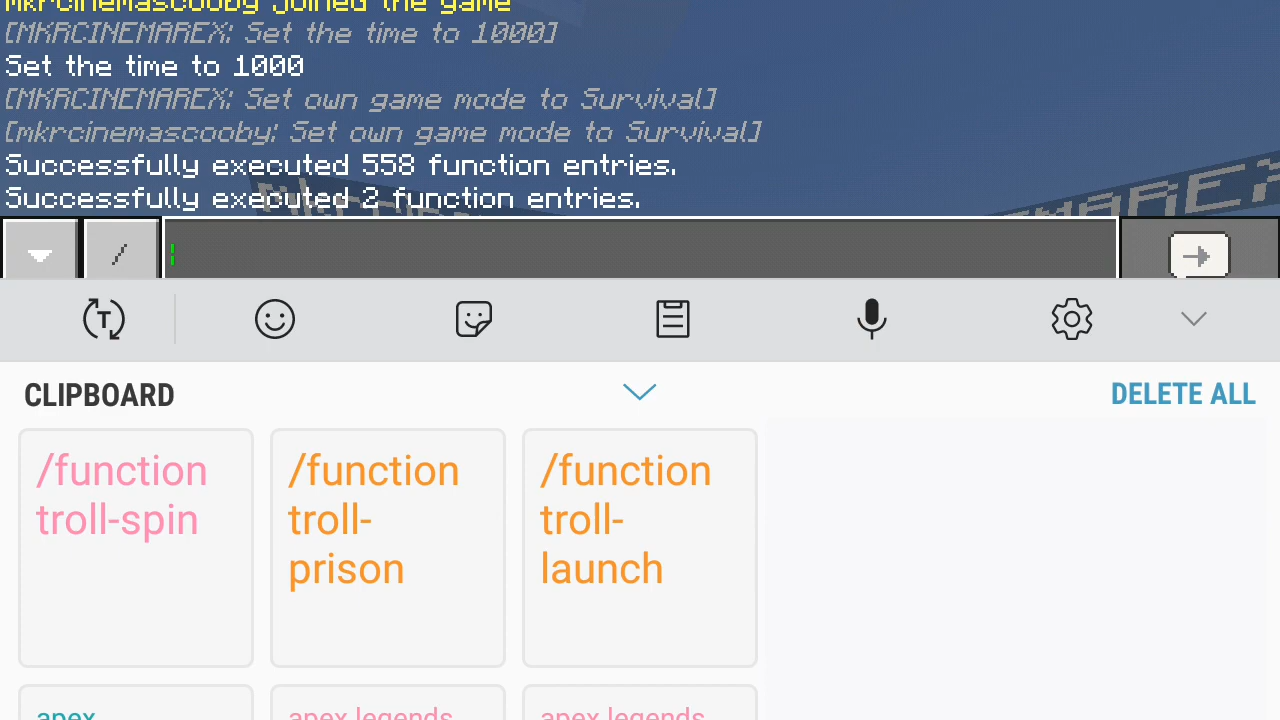 mkrcinemascooby joined the game
[MKRCINEMAREX: Set the time to 1000]
Set the time to 1000
[MKRCINEMAREX: Set own game mode to Survival]
[mkrcinemascooby: Set own game mode to Survival]
Successfully executed 558 function entries.
Successfully executed 2 function entries.
/
T
CLIPBOARD
DELETE ALL
/function
troll-spin
/function
troll-
prison
/function
troll-
launch
apex
apex legends
apex legends